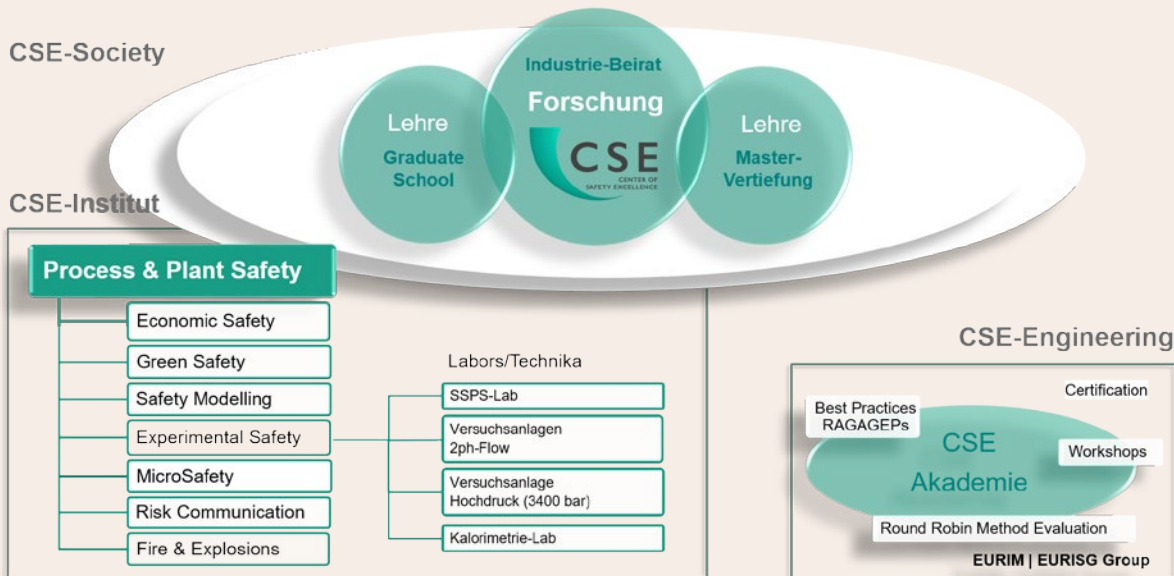 CSE-Society
Industrie-Beirat
Forschung
CSE
CENTER OF
SAFETY EXCELLENCE
Lehre
Graduate
School
Lehre
Master-
Vertiefung
CSE-Institut
Process & Plant Safety
Economic Safety
Green Safety
Safety Modelling
Experimental Safety
MicroSafety
Risk Communication
Fire & Explosions
Labors/Technika
SSPS-Lab
Versuchsanlagen
2ph-Flow
Versuchsanlage
Hochdruck (3400 bar)
Kalorimetrie-Lab
CSE-Engineering
Certification
Best Practices
RAGAGEPs
CSE
Akademie
Workshops
Round Robin Method Evaluation
EURIM | EURISG Group